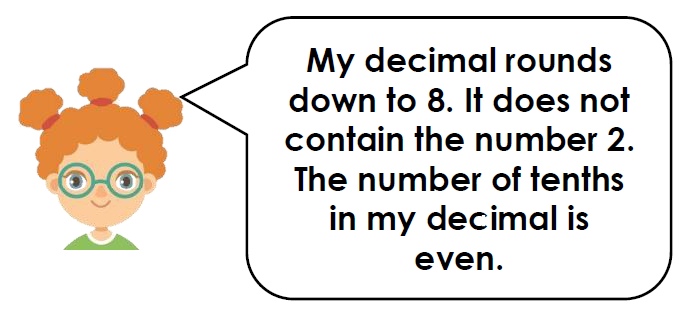 My decimal rounds
down to 8. It does not
contain the number 2.
The number of tenths
in my decimal is
even.